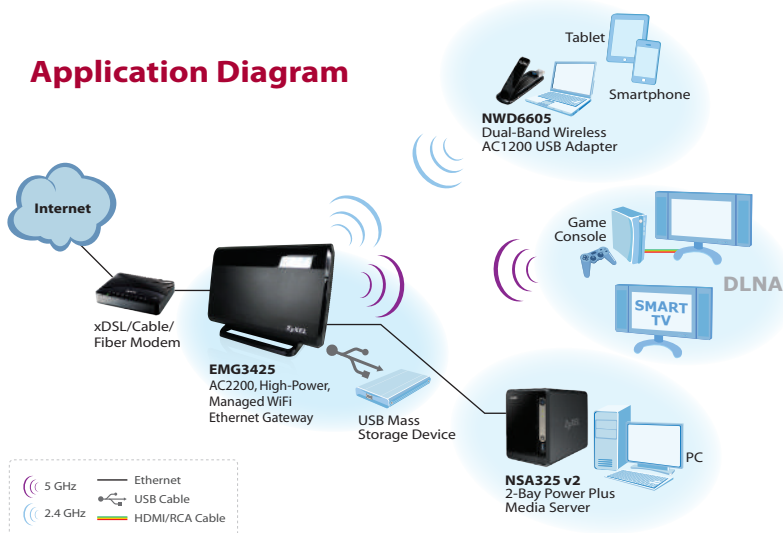 Application Diagram
Tablet
Smartphone
NWD6605
Dual-Band Wireless
AC1200 USB Adapter
Internet
Game
Console
DLNA
SMART
TV
xDSL/Cable/
Fiber Modem
ZyXEL
EMG3425
AC2200, High-Power,
Managed WiFi
Ethernet Gateway
USB Mass
Storage Device
ZyXEL
PC
NSA325 v2
2-Bay Power Plus
Media Server
5 GHz
Ethernet
USB Cable
2.4 GHz
HDMI/RCA Cable